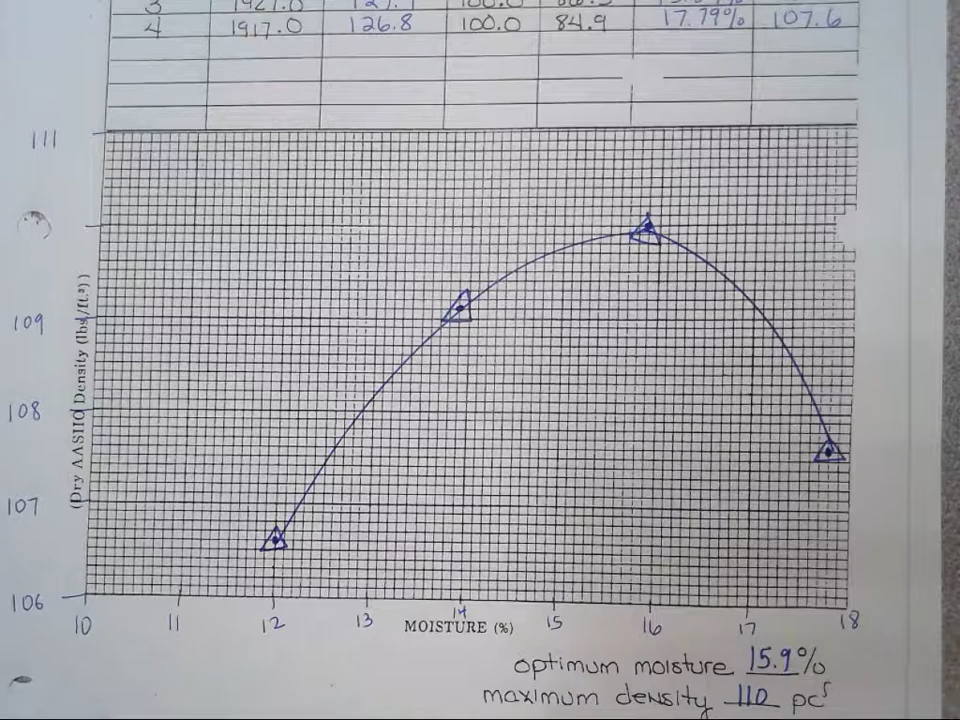 4 1917.0 126.8 100.0 84.9 17.79% 107.6
111
109
108
107
106
(Dry AASHO Density (lbs/ft.³))
10 11 12 13 14 15 16 17 18
MOISTURE (%)
optimum moisture 15.9%
maximum density 110 pcf